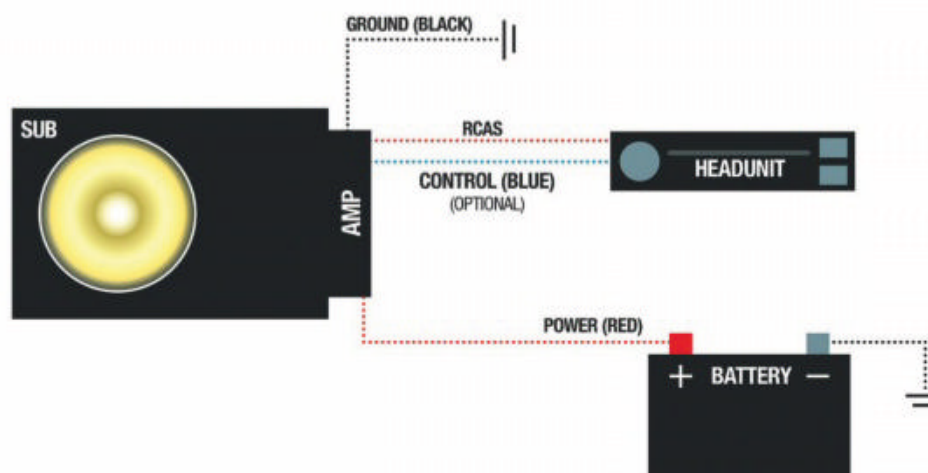 GROUND (BLACK)
SUB
RCAS
HEADUNIT
CONTROL (BLUE)
(OPTIONAL)
AMP
POWER (RED)
+ BATTERY −